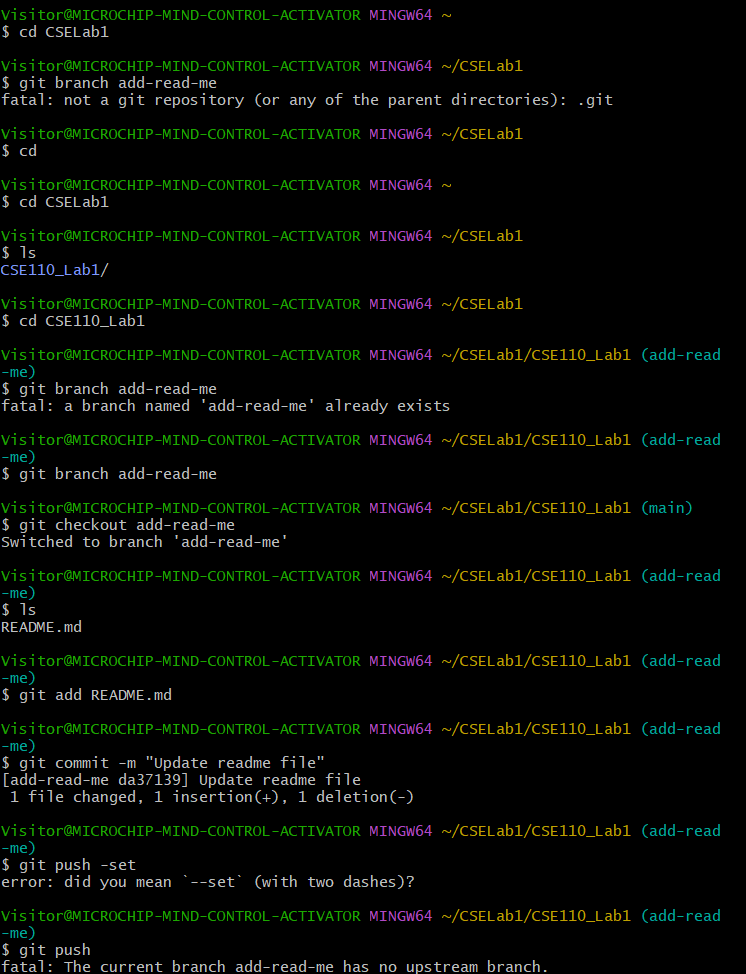 Visitor@MICROCHIP-MIND-CONTROL-ACTIVATOR MINGW64 ~
$ cd CSELab1
Visitor@MICROCHIP-MIND-CONTROL-ACTIVATOR MINGW64 ~/CSELab1
$ git branch add-read-me
fatal: not a git repository (or any of the parent directories): .git
Visitor@MICROCHIP-MIND-CONTROL-ACTIVATOR MINGW64 ~/CSELab1
$ cd
Visitor@MICROCHIP-MIND-CONTROL-ACTIVATOR MINGW64 ~
$ cd CSELab1
Visitor@MICROCHIP-MIND-CONTROL-ACTIVATOR MINGW64 ~/CSELab1
$ ls
CSE110_Lab1/
Visitor@MICROCHIP-MIND-CONTROL-ACTIVATOR MINGW64 ~/CSELab1
$ cd CSE110_Lab1
Visitor@MICROCHIP-MIND-CONTROL-ACTIVATOR MINGW64 ~/CSELab1/CSE110_Lab1 (add-read
-me)
$ git branch add-read-me
fatal: a branch named 'add-read-me' already exists
Visitor@MICROCHIP-MIND-CONTROL-ACTIVATOR MINGW64 ~/CSELab1/CSE110_Lab1 (add-read
-me)
$ git branch add-read-me
Visitor@MICROCHIP-MIND-CONTROL-ACTIVATOR MINGW64 ~/CSELab1/CSE110_Lab1 (main)
$ git checkout add-read-me
Switched to branch 'add-read-me'
Visitor@MICROCHIP-MIND-CONTROL-ACTIVATOR MINGW64 ~/CSELab1/CSE110_Lab1 (add-read
-me)
$ ls
README.md
Visitor@MICROCHIP-MIND-CONTROL-ACTIVATOR MINGW64 ~/CSELab1/CSE110_Lab1 (add-read
-me)
$ git add README.md
Visitor@MICROCHIP-MIND-CONTROL-ACTIVATOR MINGW64 ~/CSELab1/CSE110_Lab1 (add-read
-me)
$ git commit -m "Update readme file"
[add-read-me da37139] Update readme file
 1 file changed, 1 insertion(+), 1 deletion(-)
Visitor@MICROCHIP-MIND-CONTROL-ACTIVATOR MINGW64 ~/CSELab1/CSE110_Lab1 (add-read
-me)
$ git push -set
error: did you mean `--set` (with two dashes)?
Visitor@MICROCHIP-MIND-CONTROL-ACTIVATOR MINGW64 ~/CSELab1/CSE110_Lab1 (add-read
-me)
$ git push
fatal: The current branch add-read-me has no upstream branch.